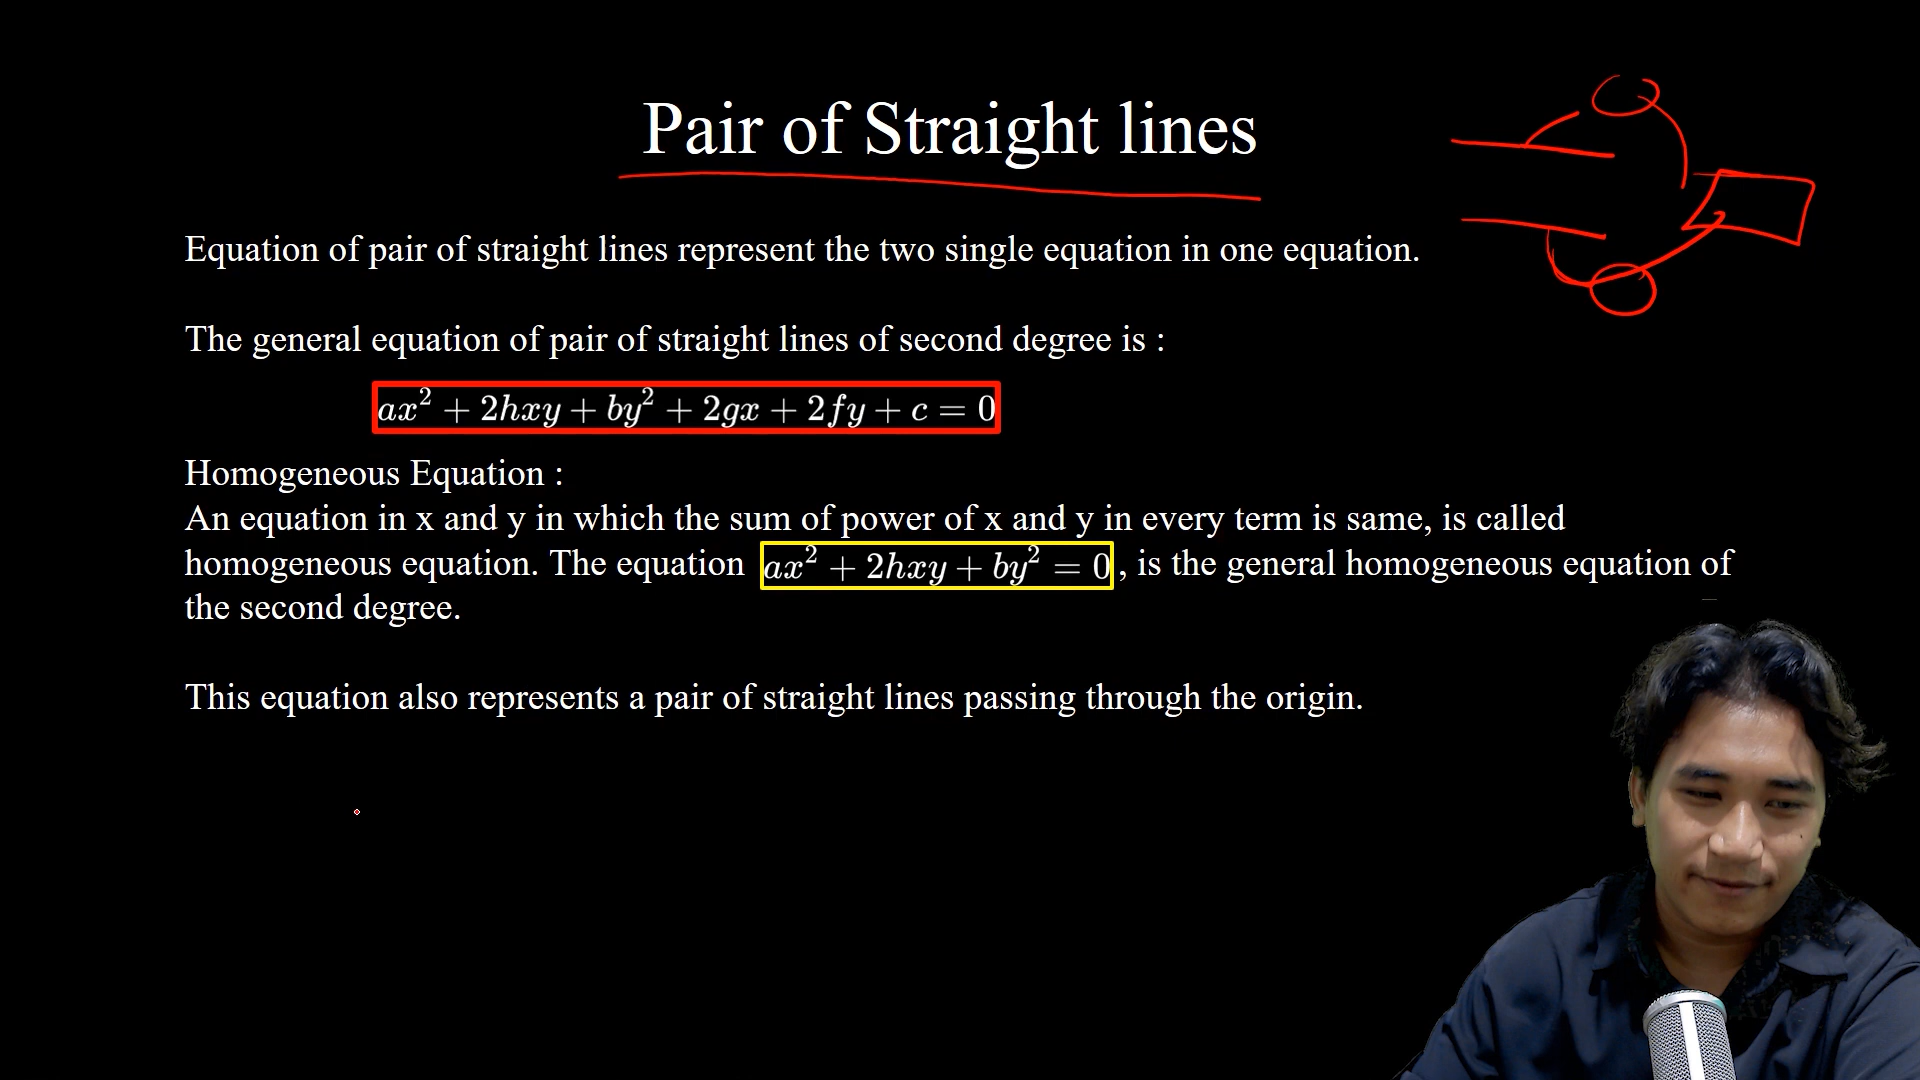 Pair of Straight lines
Equation of pair of straight lines represent the two single equation in one equation.
The general equation of pair of straight lines of second degree is :
ax² + 2hxy + by² + 2gx + 2fy + c = 0
Homogeneous Equation :
An equation in x and y in which the sum of power of x and y in every term is same, is called
homogeneous equation. The equation ax² + 2hxy + by² = 0 , is the general homogeneous equation of
the second degree.
This equation also represents a pair of straight lines passing through the origin.